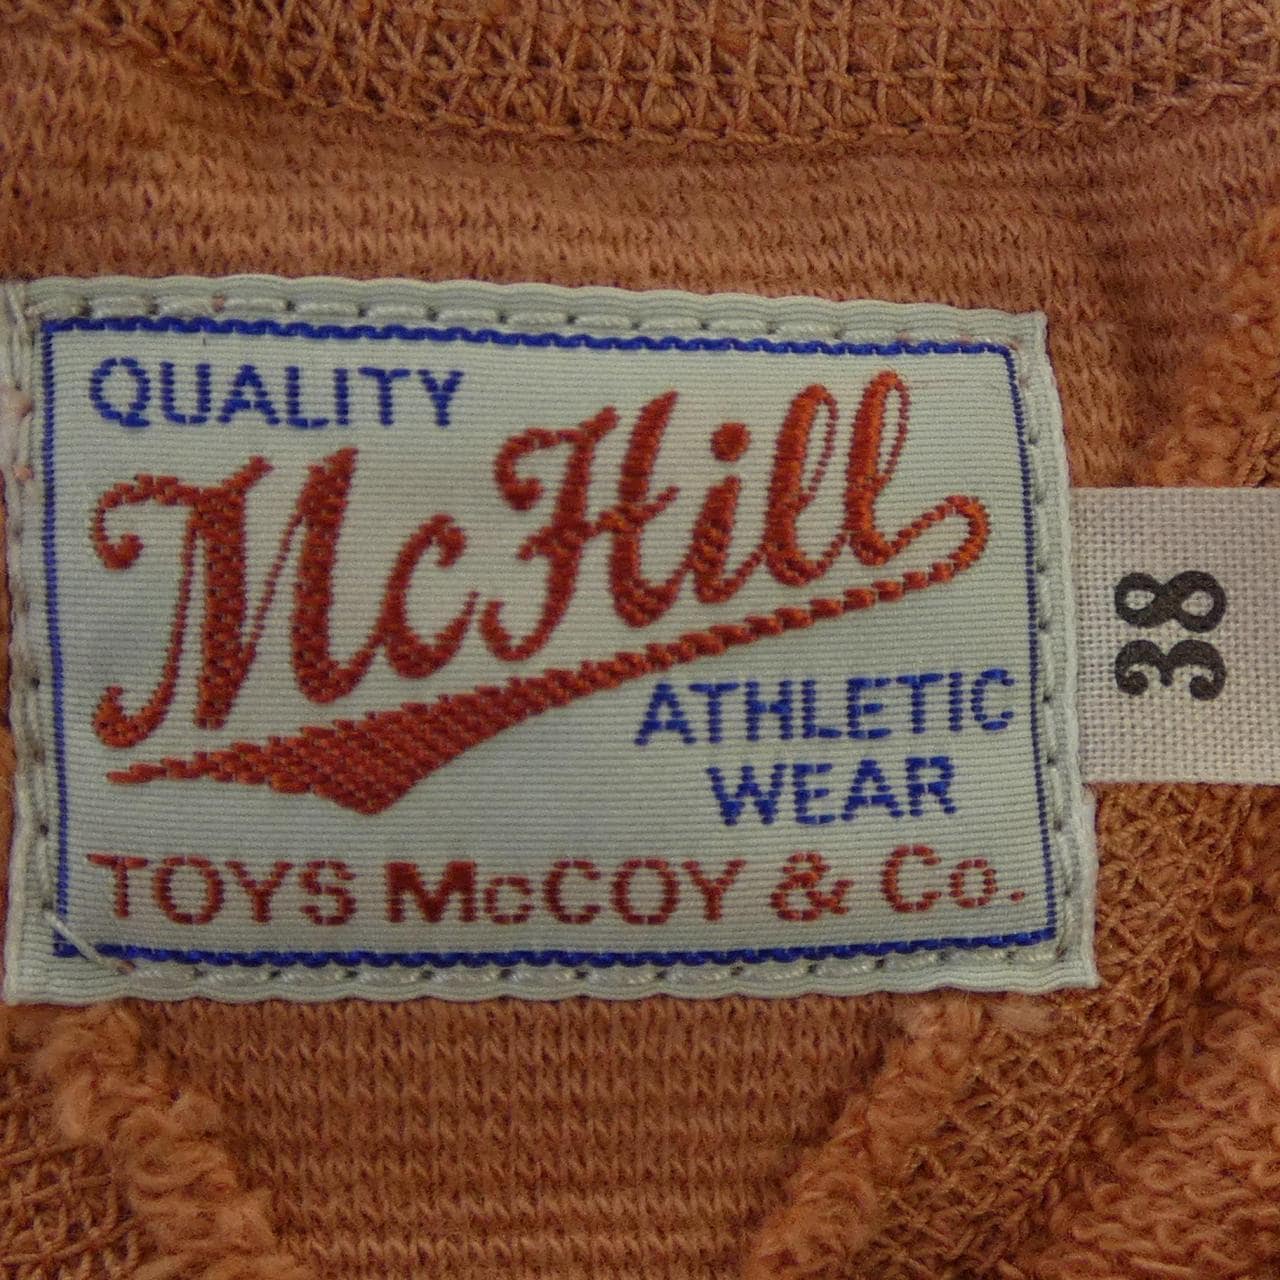 QUALITY
McHill
ATHLETIC
WEAR
TOYS McCOY & Co.
38